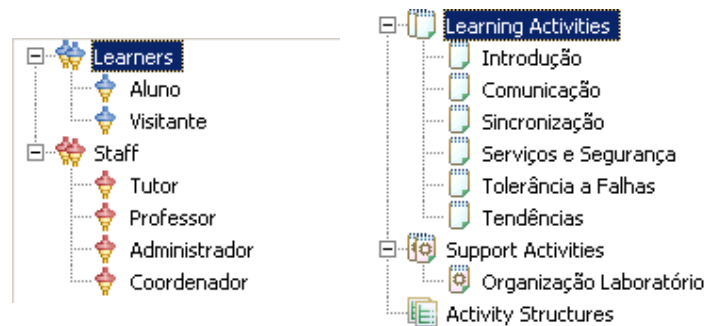 Learners
Aluno
Visitante
Staff
Tutor
Professor
Administrador
Coordenador
Learning Activities
Introdução
Comunicação
Sincronização
Serviços e Segurança
Tolerância a Falhas
Tendências
Support Activities
Organização Laboratório
Activity Structures